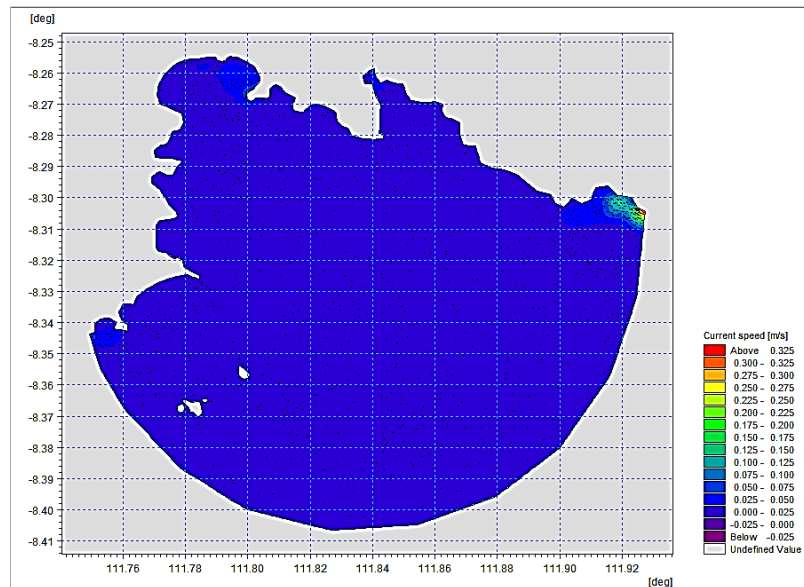 [deg]
-8.25
-8.26
-8.27
-8.28
-8.29
-8.30
-8.31
-8.32
-8.33
-8.34
-8.35
-8.36
-8.37
-8.38
-8.39
-8.40
-8.41
111.76 111.78 111.80 111.82 111.84 111.86 111.88 111.90 111.92
[deg]
Current speed [m/s]
Above 0.325
0.300 - 0.325
0.275 - 0.300
0.250 - 0.275
0.225 - 0.250
0.200 - 0.225
0.175 - 0.200
0.150 - 0.175
0.125 - 0.150
0.100 - 0.125
0.075 - 0.100
0.050 - 0.075
0.025 - 0.050
0.000 - 0.025
-0.025 - 0.000
Below -0.025
Undefined Value